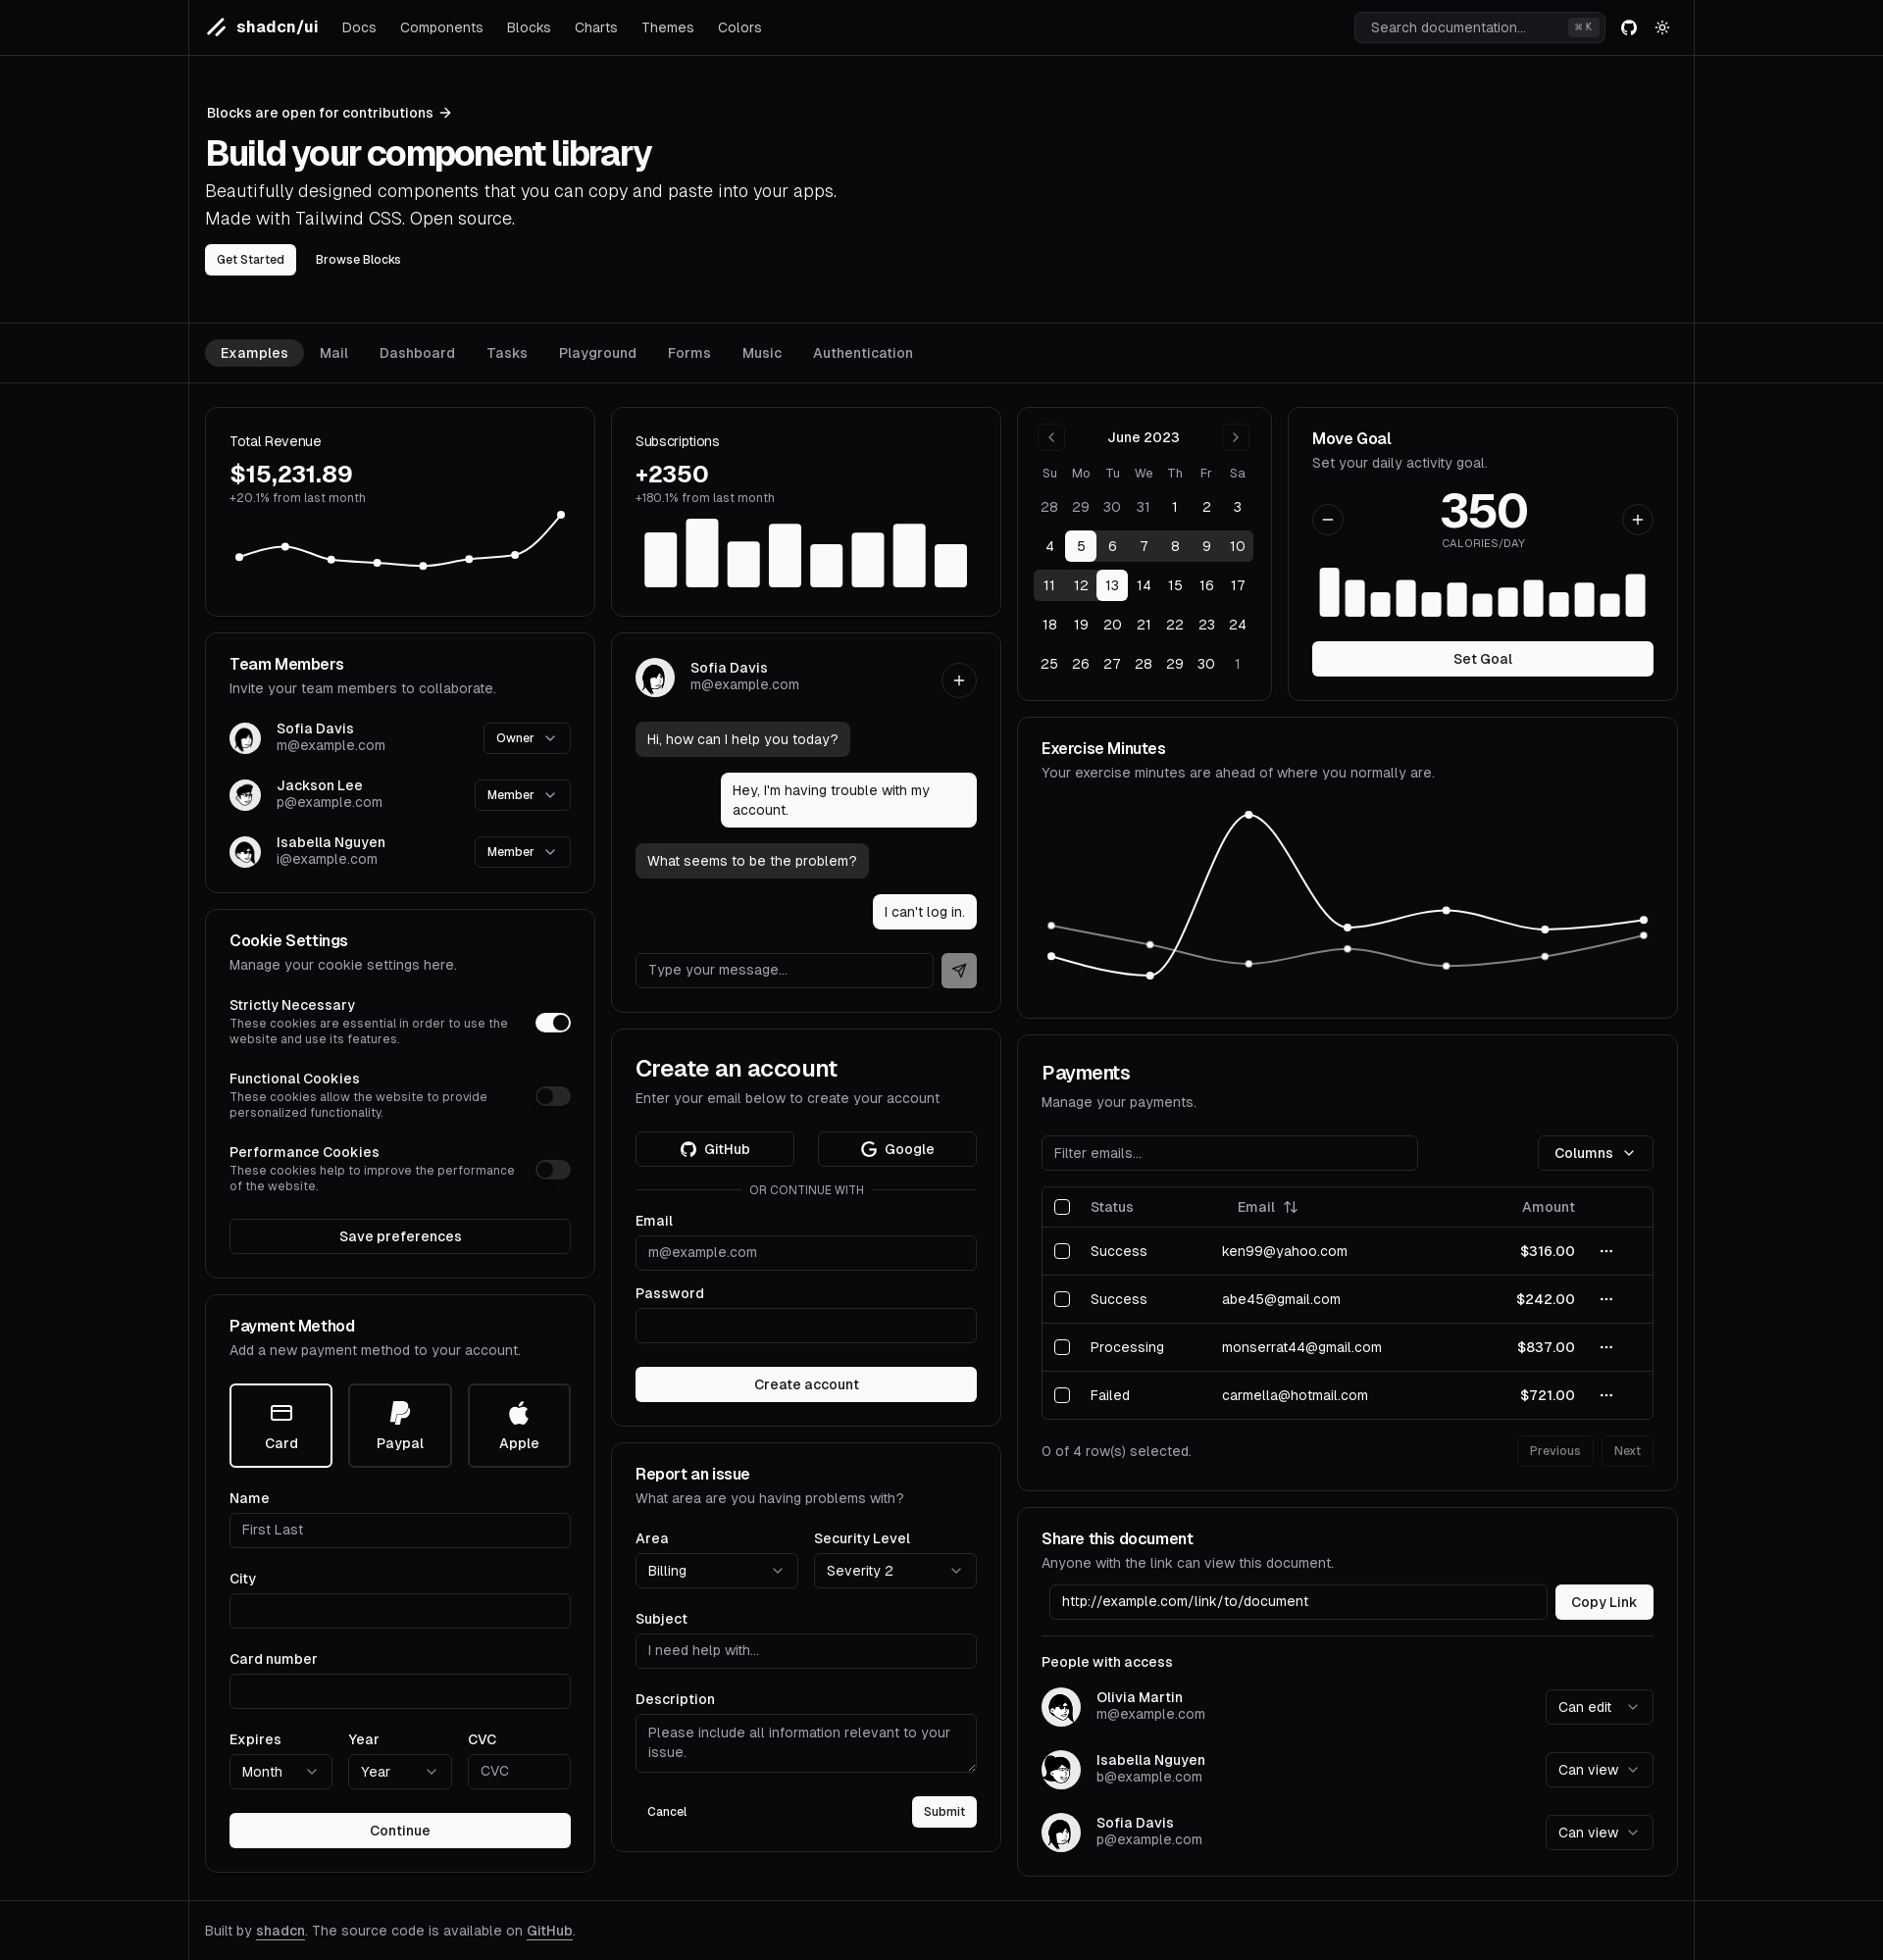 shadcn/ui
Docs
Components
Blocks
Charts
Themes
Colors
Search documentation...
⌘ K
Blocks are open for contributions →
Build your component library
Beautifully designed components that you can copy and paste into your apps.
Made with Tailwind CSS. Open source.
Get Started
Browse Blocks
Examples
Mail
Dashboard
Tasks
Playground
Forms
Music
Authentication
Total Revenue
$15,231.89
+20.1% from last month
Team Members
Invite your team members to collaborate.
Sofia Davis
m@example.com
Owner
Jackson Lee
p@example.com
Member
Isabella Nguyen
i@example.com
Member
Cookie Settings
Manage your cookie settings here.
Strictly Necessary
These cookies are essential in order to use the
website and use its features.
Functional Cookies
These cookies allow the website to provide
personalized functionality.
Performance Cookies
These cookies help to improve the performance
of the website.
Save preferences
Payment Method
Add a new payment method to your account.
Card
Paypal
Apple
Name
First Last
City
Card number
Expires
Year
CVC
Month
Year
CVC
Continue
Subscriptions
+2350
+180.1% from last month
Sofia Davis
m@example.com
Hi, how can I help you today?
Hey, I'm having trouble with my
account.
What seems to be the problem?
I can't log in.
Type your message...
Create an account
Enter your email below to create your account
GitHub
Google
OR CONTINUE WITH
Email
m@example.com
Password
Create account
Report an issue
What area are you having problems with?
Area
Security Level
Billing
Severity 2
Subject
I need help with...
Description
Please include all information relevant to your
issue.
Cancel
Submit
June 2023
Su Mo Tu We Th Fr Sa
28 29 30 31 1 2 3
4 5 6 7 8 9 10
11 12 13 14 15 16 17
18 19 20 21 22 23 24
25 26 27 28 29 30 1
Move Goal
Set your daily activity goal.
350
CALORIES/DAY
Set Goal
Exercise Minutes
Your exercise minutes are ahead of where you normally are.
Payments
Manage your payments.
Filter emails...
Columns
Status Email Amount
Success ken99@yahoo.com $316.00
Success abe45@gmail.com $242.00
Processing monserrat44@gmail.com $837.00
Failed carmella@hotmail.com $721.00
0 of 4 row(s) selected.
Previous
Next
Share this document
Anyone with the link can view this document.
http://example.com/link/to/document
Copy Link
People with access
Olivia Martin
m@example.com
Can edit
Isabella Nguyen
b@example.com
Can view
Sofia Davis
p@example.com
Can view
Built by shadcn. The source code is available on GitHub.